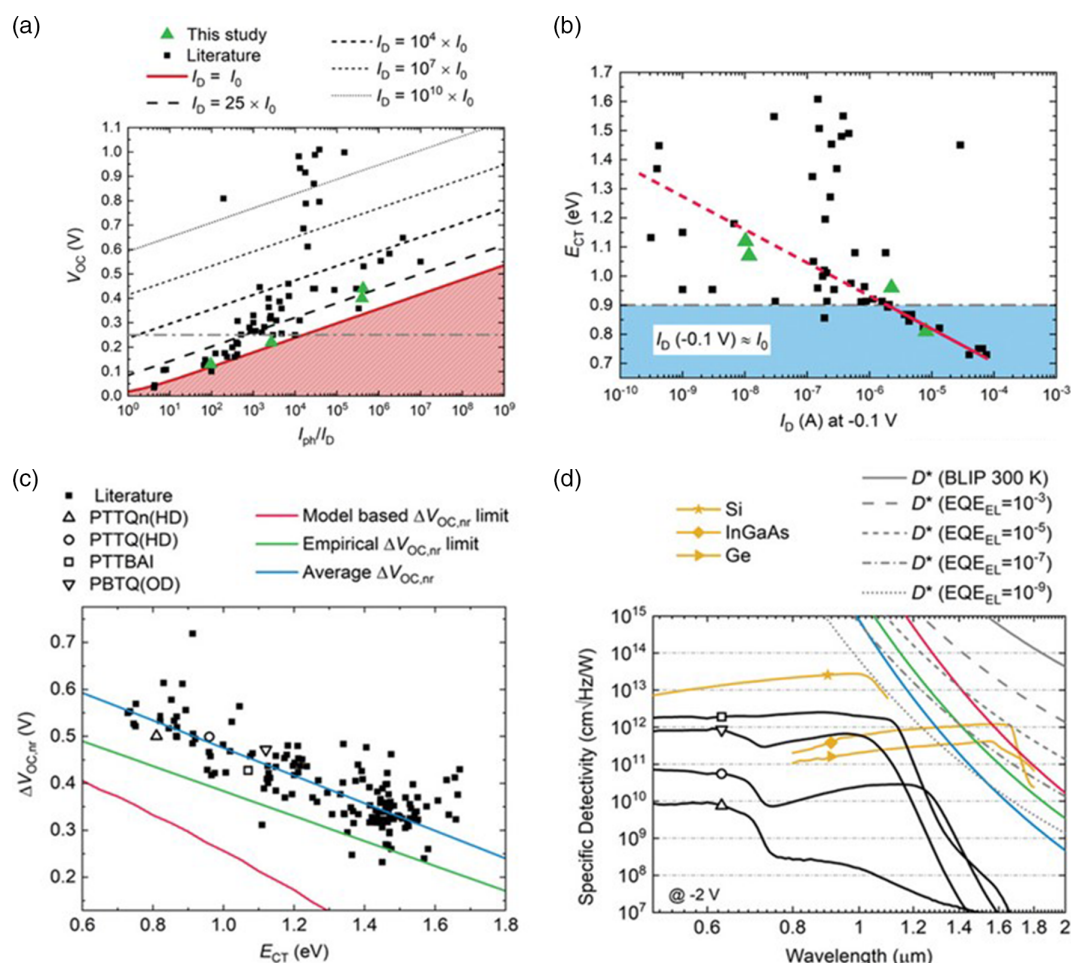 (a)
This study
Literature
I_D = I_0
I_D = 25 × I_0
I_D = 10^4 × I_0
I_D = 10^7 × I_0
I_D = 10^10 × I_0
1.1
1.0
0.9
0.8
0.7
0.6
0.5
0.4
0.3
0.2
0.1
0.0
V_OC (V)
10^0 10^1 10^2 10^3 10^4 10^5 10^6 10^7 10^8 10^9
I_ph/I_D
(b)
1.7
1.6
1.5
1.4
1.3
1.2
1.1
1.0
0.9
0.8
0.7
E_CT (eV)
I_D (-0.1 V) ≈ I_0
10^-10 10^-9 10^-8 10^-7 10^-6 10^-5 10^-4 10^-3
I_D (A) at -0.1 V
(c)
Literature
PTTQn(HD)
PTTQ(HD)
PTTBAI
PBTQ(OD)
Model based ΔV_OC,nr limit
Empirical ΔV_OC,nr limit
Average ΔV_OC,nr
0.7
0.6
0.5
0.4
0.3
0.2
ΔV_OC,nr (V)
0.6 0.8 1.0 1.2 1.4 1.6 1.8
E_CT (eV)
(d)
Si
InGaAs
Ge
D* (BLIP 300 K)
D* (EQE_EL=10^-3)
D* (EQE_EL=10^-5)
D* (EQE_EL=10^-7)
D* (EQE_EL=10^-9)
10^15
10^14
10^13
10^12
10^11
10^10
10^9
10^8
10^7
Specific Detectivity (cm√Hz/W)
@ -2 V
0.6 0.8 1 1.2 1.4 1.6 1.8 2
Wavelength (μm)